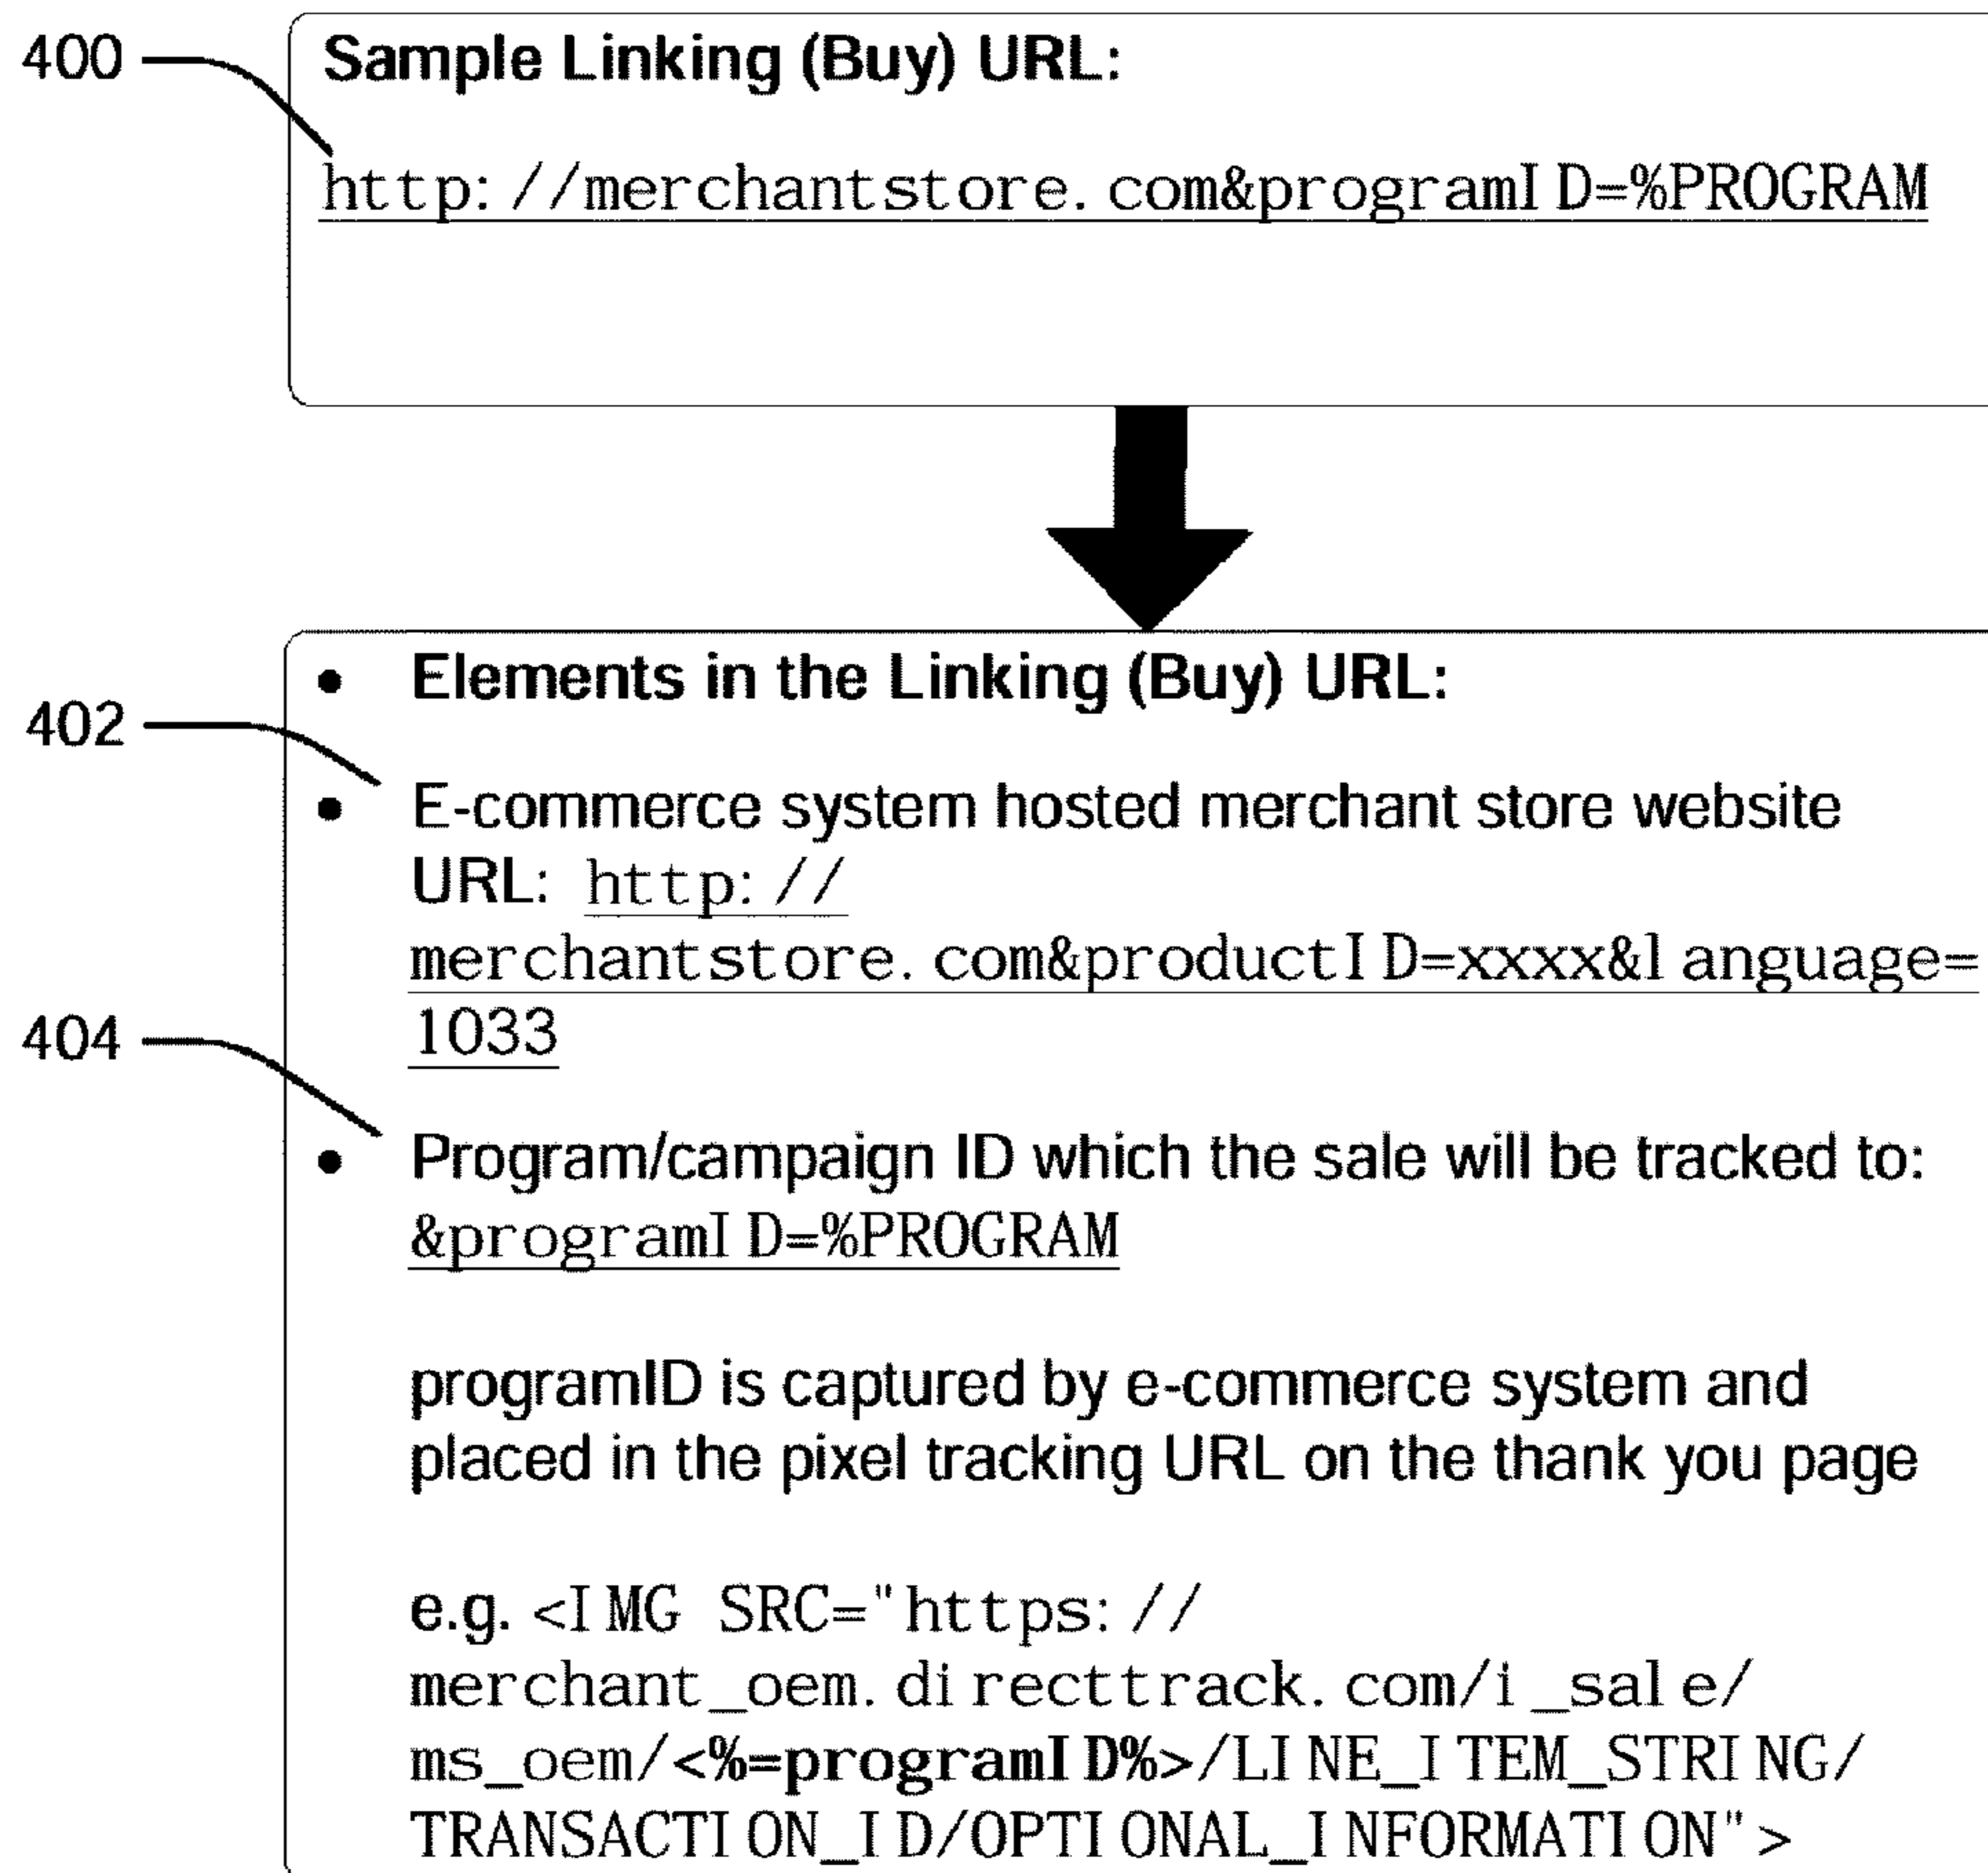 400
Sample Linking (Buy) URL:
http://merchantstore.com&programID=%PROGRAM
• Elements in the Linking (Buy) URL:
402
• E-commerce system hosted merchant store website
URL: http://
merchantstore.com&productID=xxxx&language=
1033
404
• Program/campaign ID which the sale will be tracked to:
&programID=%PROGRAM
programID is captured by e-commerce system and
placed in the pixel tracking URL on the thank you page
e.g. <IMG SRC="https://
merchant_oem.directtrack.com/i_sale/
ms_oem/<%=programID%>/LINE_ITEM_STRING/
TRANSACTION_ID/OPTIONAL_INFORMATION">